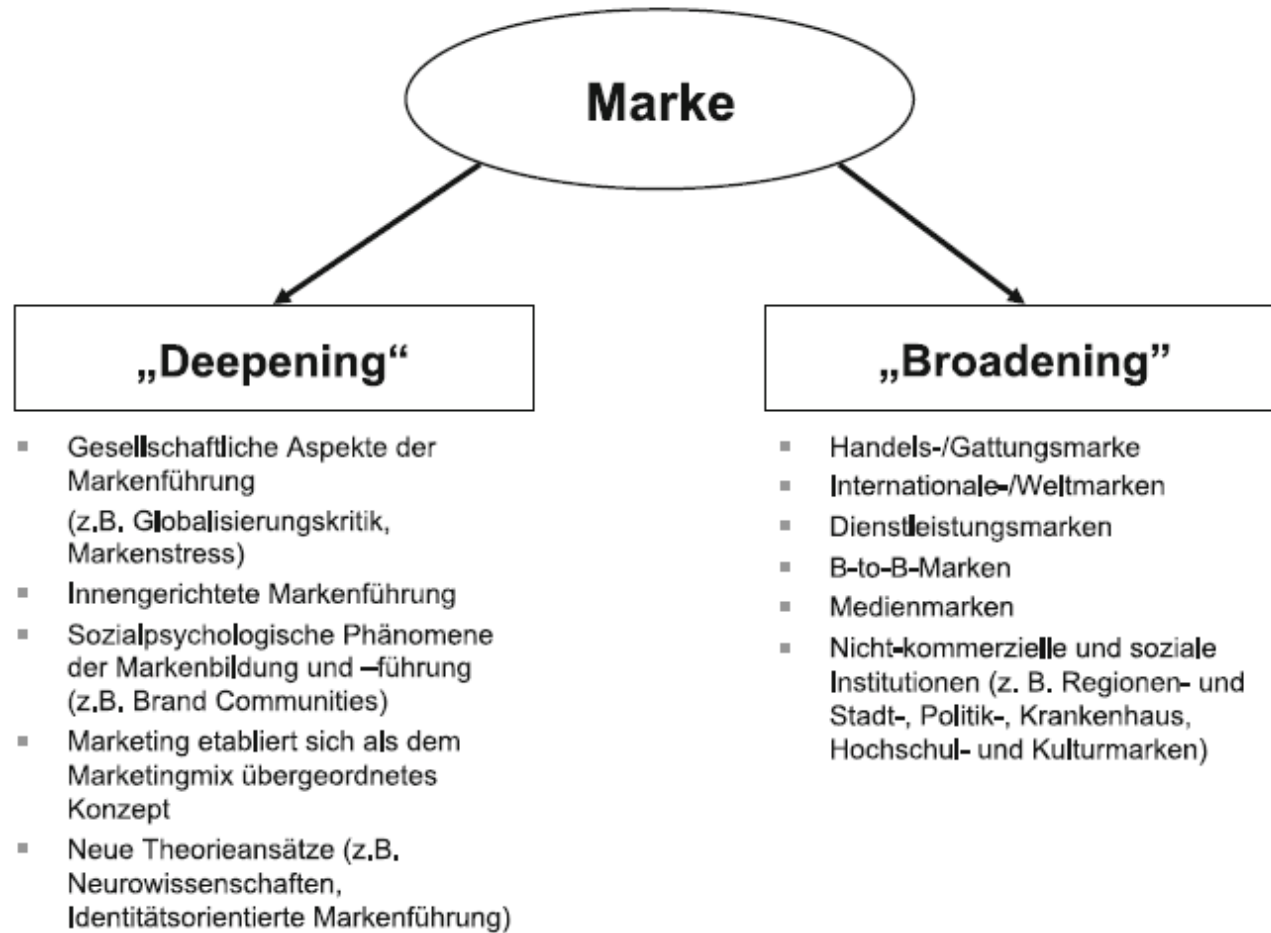 Marke
„Deepening“
Gesellschaftliche Aspekte der
Markenführung
(z.B. Globalisierungskritik,
Markenstress)
Innengerichtete Markenführung
Sozialpsychologische Phänomene
der Markenbildung und –führung
(z.B. Brand Communities)
Marketing etabliert sich als dem
Marketingmix übergeordnetes
Konzept
Neue Theorieansätze (z.B.
Neurowissenschaften,
Identitätsorientierte Markenführung)
„Broadening”
Handels-/Gattungsmarke
Internationale-/Weltmarken
Dienstleistungsmarken
B-to-B-Marken
Medienmarken
Nicht-kommerzielle und soziale
Institutionen (z. B. Regionen- und
Stadt-, Politik-, Krankenhaus,
Hochschul- und Kulturmarken)